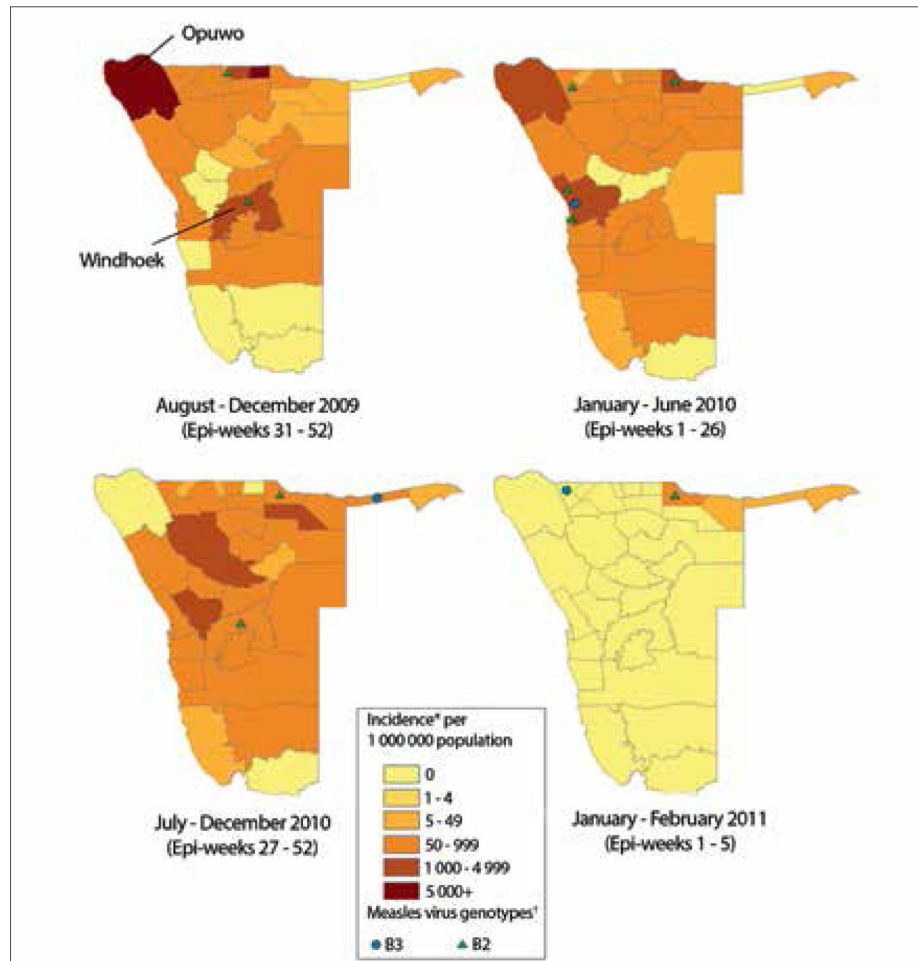 Opuwo
Windhoek
August - December 2009
(Epi-weeks 31 - 52)
January - June 2010
(Epi-weeks 1 - 26)
July - December 2010
(Epi-weeks 27 - 52)
January - February 2011
(Epi-weeks 1 - 5)
Incidence* per
1 000 000 population
0
1 - 4
5 - 49
50 - 999
1 000 - 4 999
5 000+
Measles virus genotypes†
B3 B2